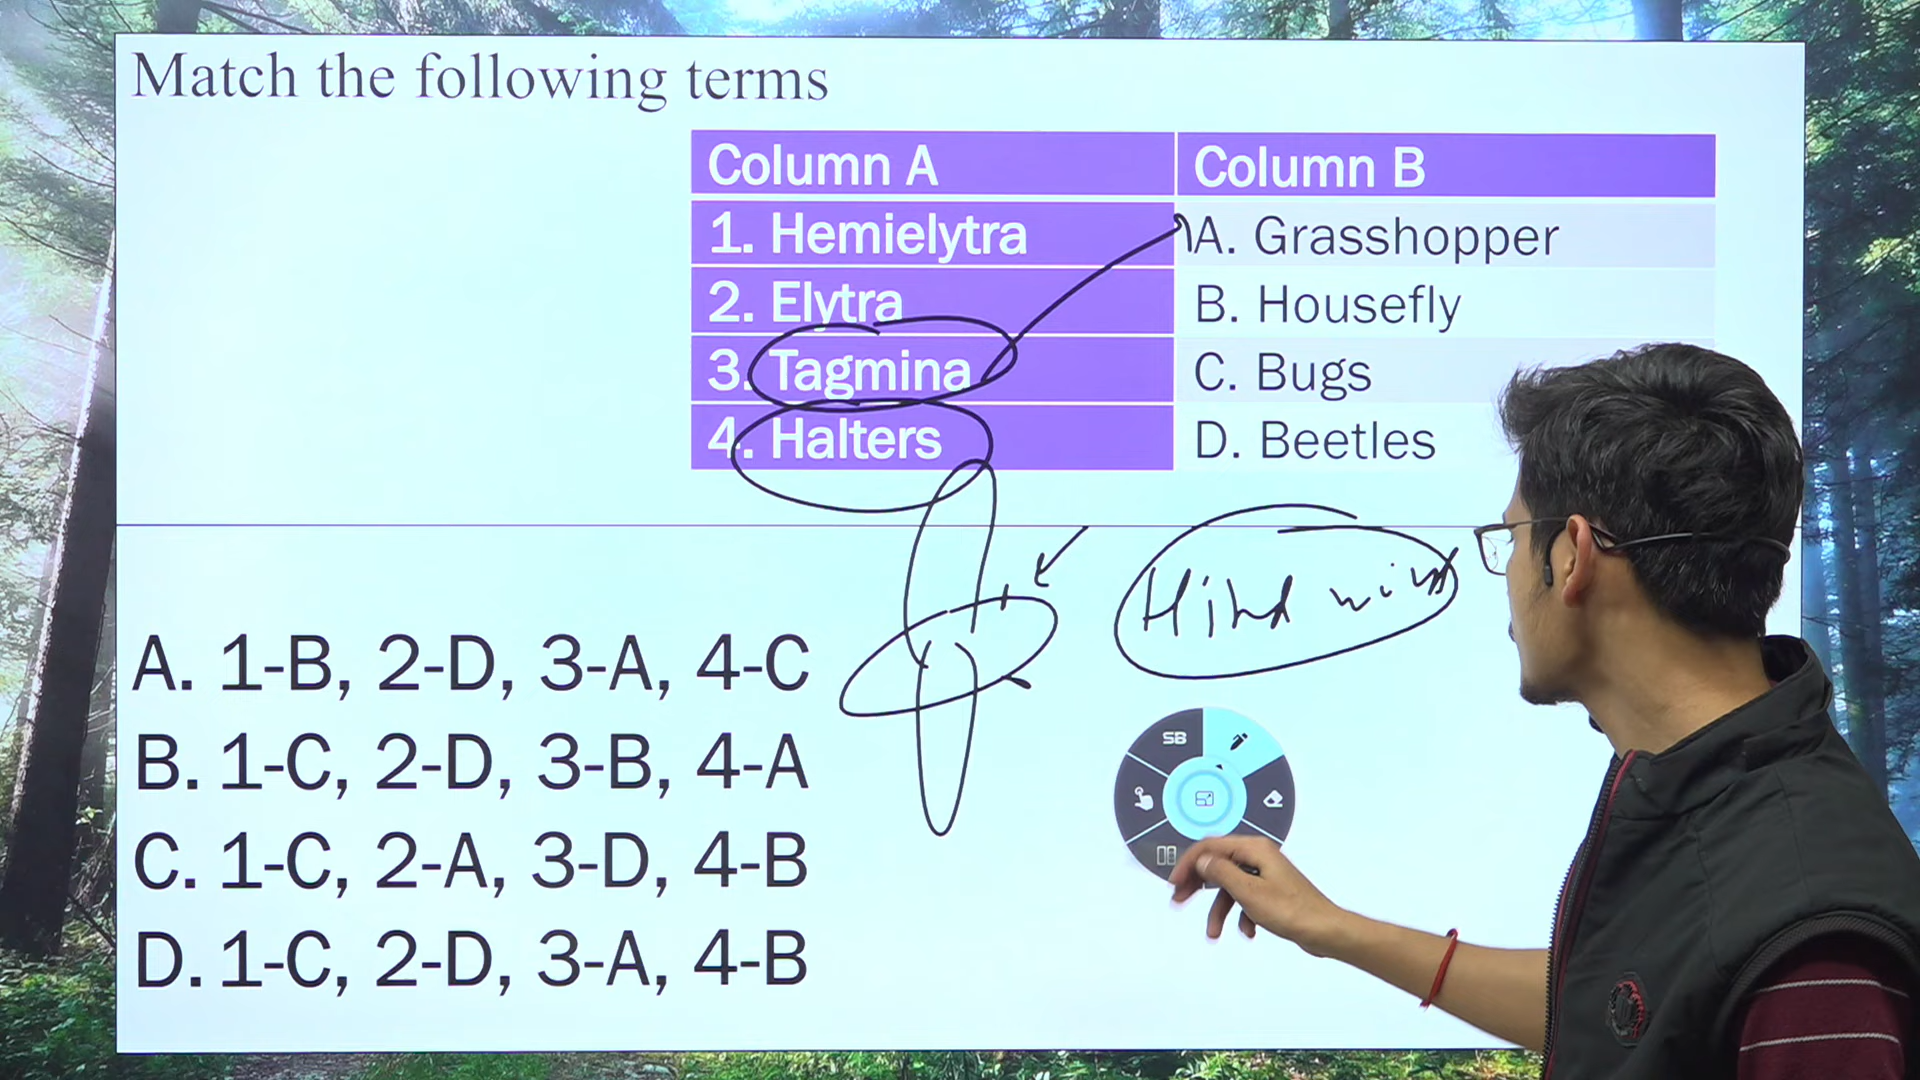 Match the following terms
Column A Column B
1. Hemielytra A. Grasshopper
2. Elytra B. Housefly
3. Tagmina C. Bugs
4. Halters D. Beetles
Hind
A. 1-B, 2-D, 3-A, 4-C
SB
B. 1-C, 2-D, 3-B, 4-A
C. 1-C, 2-A, 3-D, 4-B
D. 1-C, 2-D, 3-A, 4-B